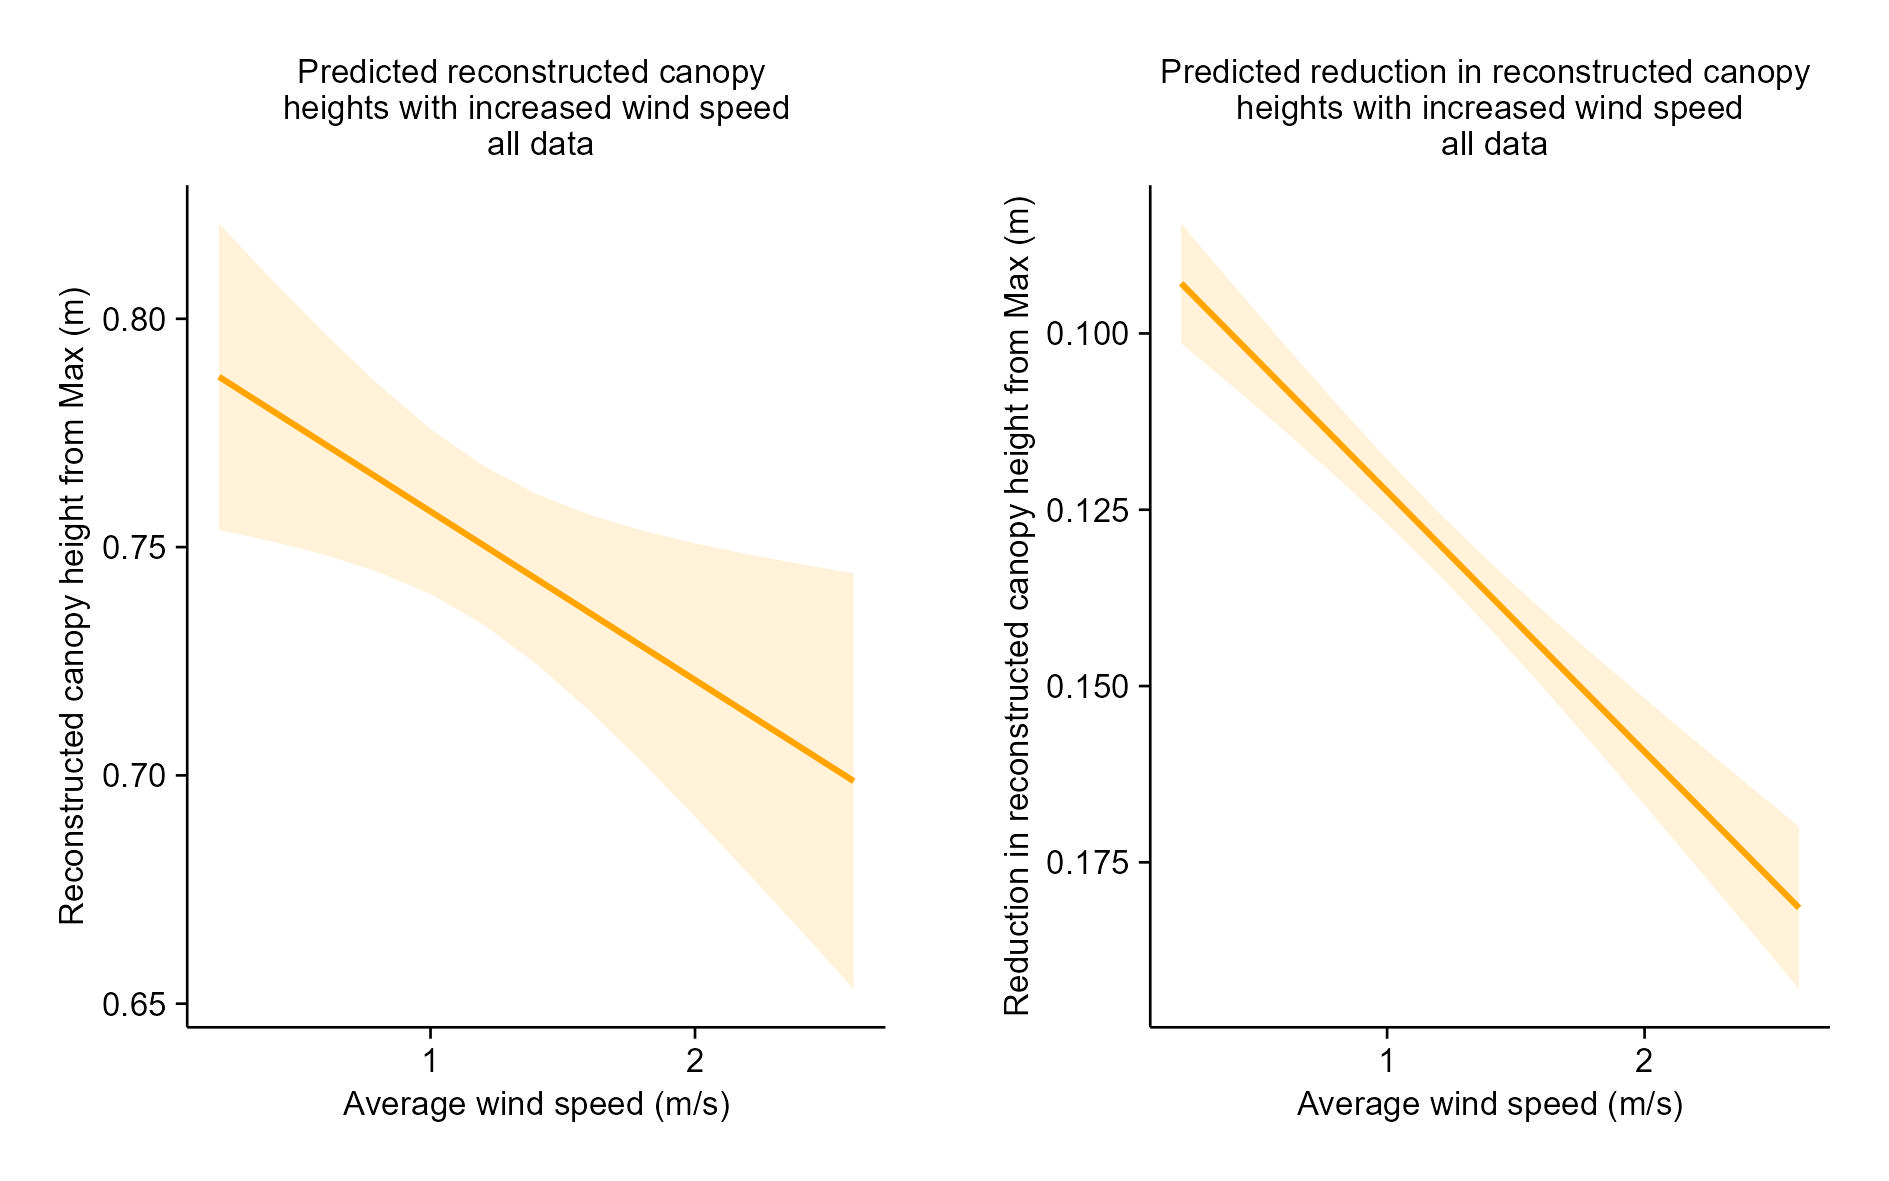 Predicted reconstructed canopy
heights with increased wind speed
all data
Reconstructed canopy height from Max (m)
0.80
0.75
0.70
0.65
1
2
Average wind speed (m/s)
Predicted reduction in reconstructed canopy
heights with increased wind speed
all data
Reduction in reconstructed canopy height from Max (m)
0.100
0.125
0.150
0.175
1
2
Average wind speed (m/s)